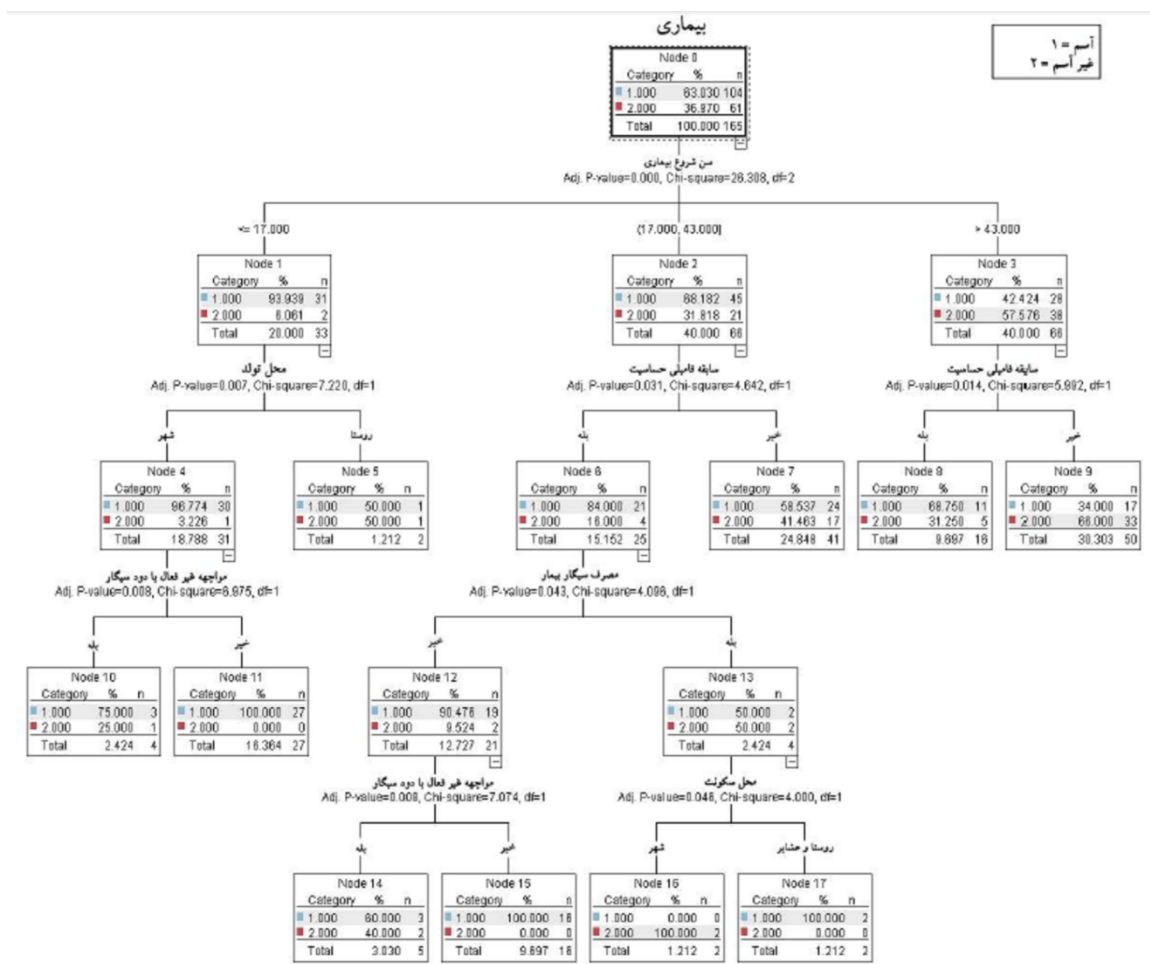 بیماری
آسم = ۱
غیر آسم = ۲
Node 0
Category % n
1.000 63.030 104
2.000 36.970 61
Total 100.000 165
سن شروع بیماری
Adj. P-value=0.000, Chi-square=26.308, df=2
<= 17.000
(17.000, 43.000]
> 43.000
Node 1
Category % n
1.000 93.939 31
2.000 6.061 2
Total 20.000 33
Node 2
Category % n
1.000 68.182 45
2.000 31.818 21
Total 40.000 66
Node 3
Category % n
1.000 42.424 28
2.000 57.576 38
Total 40.000 66
محل تولد
Adj. P-value=0.007, Chi-square=7.220, df=1
سابقه فامیلی حساسیت
Adj. P-value=0.031, Chi-square=4.642, df=1
سابقه فامیلی حساسیت
Adj. P-value=0.014, Chi-square=5.992, df=1
شهر
روستا
بله
خیر
بله
خیر
Node 4
Category % n
1.000 96.774 30
2.000 3.226 1
Total 18.788 31
Node 5
Category % n
1.000 50.000 1
2.000 50.000 1
Total 1.212 2
Node 6
Category % n
1.000 84.000 21
2.000 16.000 4
Total 15.152 25
Node 7
Category % n
1.000 58.537 24
2.000 41.463 17
Total 24.848 41
Node 8
Category % n
1.000 68.750 11
2.000 31.250 5
Total 9.697 16
Node 9
Category % n
1.000 34.000 17
2.000 66.000 33
Total 30.303 50
مواجهه غیر فعال با دود سیگار
Adj. P-value=0.008, Chi-square=6.975, df=1
مصرف سیگار بیمار
Adj. P-value=0.043, Chi-square=4.096, df=1
بله
خیر
خیر
بله
Node 10
Category % n
1.000 75.000 3
2.000 25.000 1
Total 2.424 4
Node 11
Category % n
1.000 100.000 27
2.000 0.000 0
Total 16.364 27
Node 12
Category % n
1.000 90.476 19
2.000 9.524 2
Total 12.727 21
Node 13
Category % n
1.000 50.000 2
2.000 50.000 2
Total 2.424 4
مواجهه غیر فعال با دود سیگار
Adj. P-value=0.008, Chi-square=7.074, df=1
محل سکونت
Adj. P-value=0.046, Chi-square=4.000, df=1
بله
خیر
شهر
روستا و عشایر
Node 14
Category % n
1.000 60.000 3
2.000 40.000 2
Total 3.030 5
Node 15
Category % n
1.000 100.000 16
2.000 0.000 0
Total 9.697 16
Node 16
Category % n
1.000 0.000 0
2.000 100.000 2
Total 1.212 2
Node 17
Category % n
1.000 100.000 2
2.000 0.000 0
Total 1.212 2